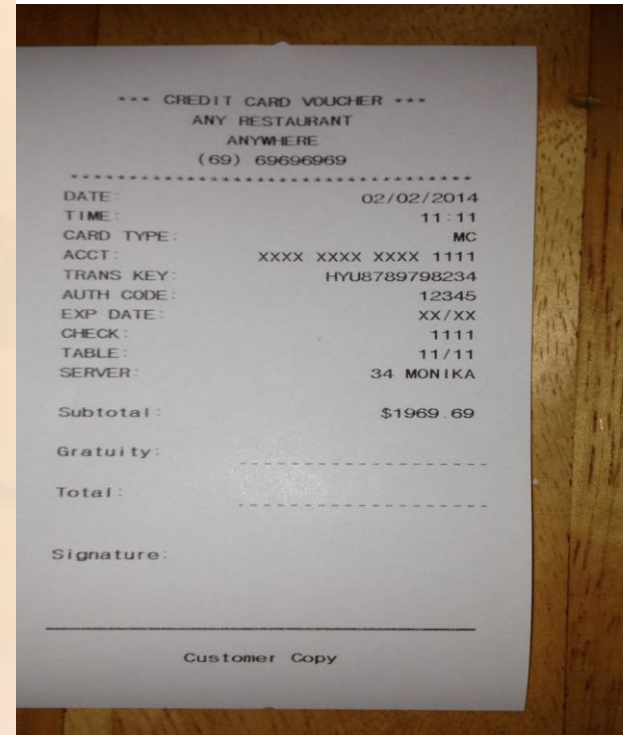 *** CREDIT CARD VOUCHER ***
ANY RESTAURANT
ANYWHERE
(69) 69696969
************************************
DATE: 02/02/2014
TIME: 11:11
CARD TYPE: MC
ACCT: XXXX XXXX XXXX 1111
TRANS KEY: HYU8789798234
AUTH CODE: 12345
EXP DATE: XX/XX
CHECK: 1111
TABLE: 11/11
SERVER: 34 MONIKA
Subtotal: $1969.69
Gratuity:
Total:
Signature:
Customer Copy